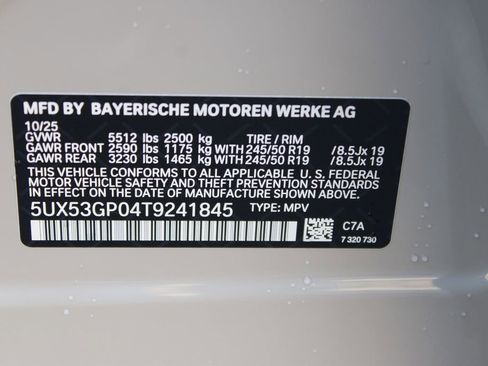 MFD BY BAYERISCHE MOTOREN WERKE AG
10/25
GVWR 5512 lbs 2500 kg TIRE / RIM
GAWR FRONT 2590 lbs 1175 kg 245/50 R19 /8.5Jx 19
GAWR REAR 3230 lbs 1465 kg 245/50 R19 /8.5Jx 19
THIS VEHICLE CONFORMS TO ALL APPLICABLE U. S. FEDERAL
MOTOR VEHICLE SAFETY, BUMPER, AND THEFT PREVENTION
STANDARDS IN EFFECT ON THE DATE OF MANUFACTURE SHOWN ABOVE.
5UX53GP04T9241845 TYPE: MPV
C7A
7 320 730